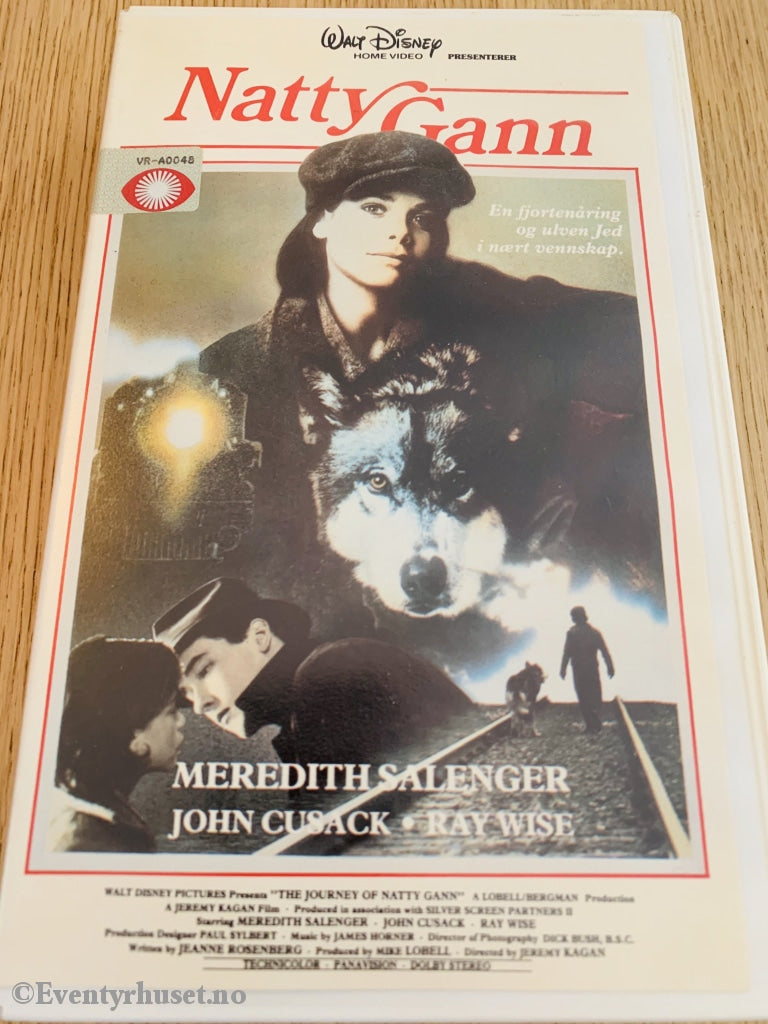 WALT DISNEY
HOME VIDEO PRESENTERER
Natty Gann
VR-A0048
En fjortenåring
og ulven Jed
i nært vennskap.
MEREDITH SALENGER
JOHN CUSACK • RAY WISE
WALT DISNEY PICTURES Presents "THE JOURNEY OF NATTY GANN" A LOBELL/BERGMAN Production
A JEREMY KAGAN Film · Produced in association with SILVER SCREEN PARTNERS II
Starring MEREDITH SALENGER · JOHN CUSACK · RAY WISE
Production Designer PAUL SYLBERT · Music by JAMES HORNER · Director of Photography DICK BUSH, B.S.C.
Written by JEANNE ROSENBERG · Produced by MIKE LOBELL · Directed by JEREMY KAGAN
TECHNICOLOR · PANAVISION · DOLBY STEREO
©Eventyrhuset.no